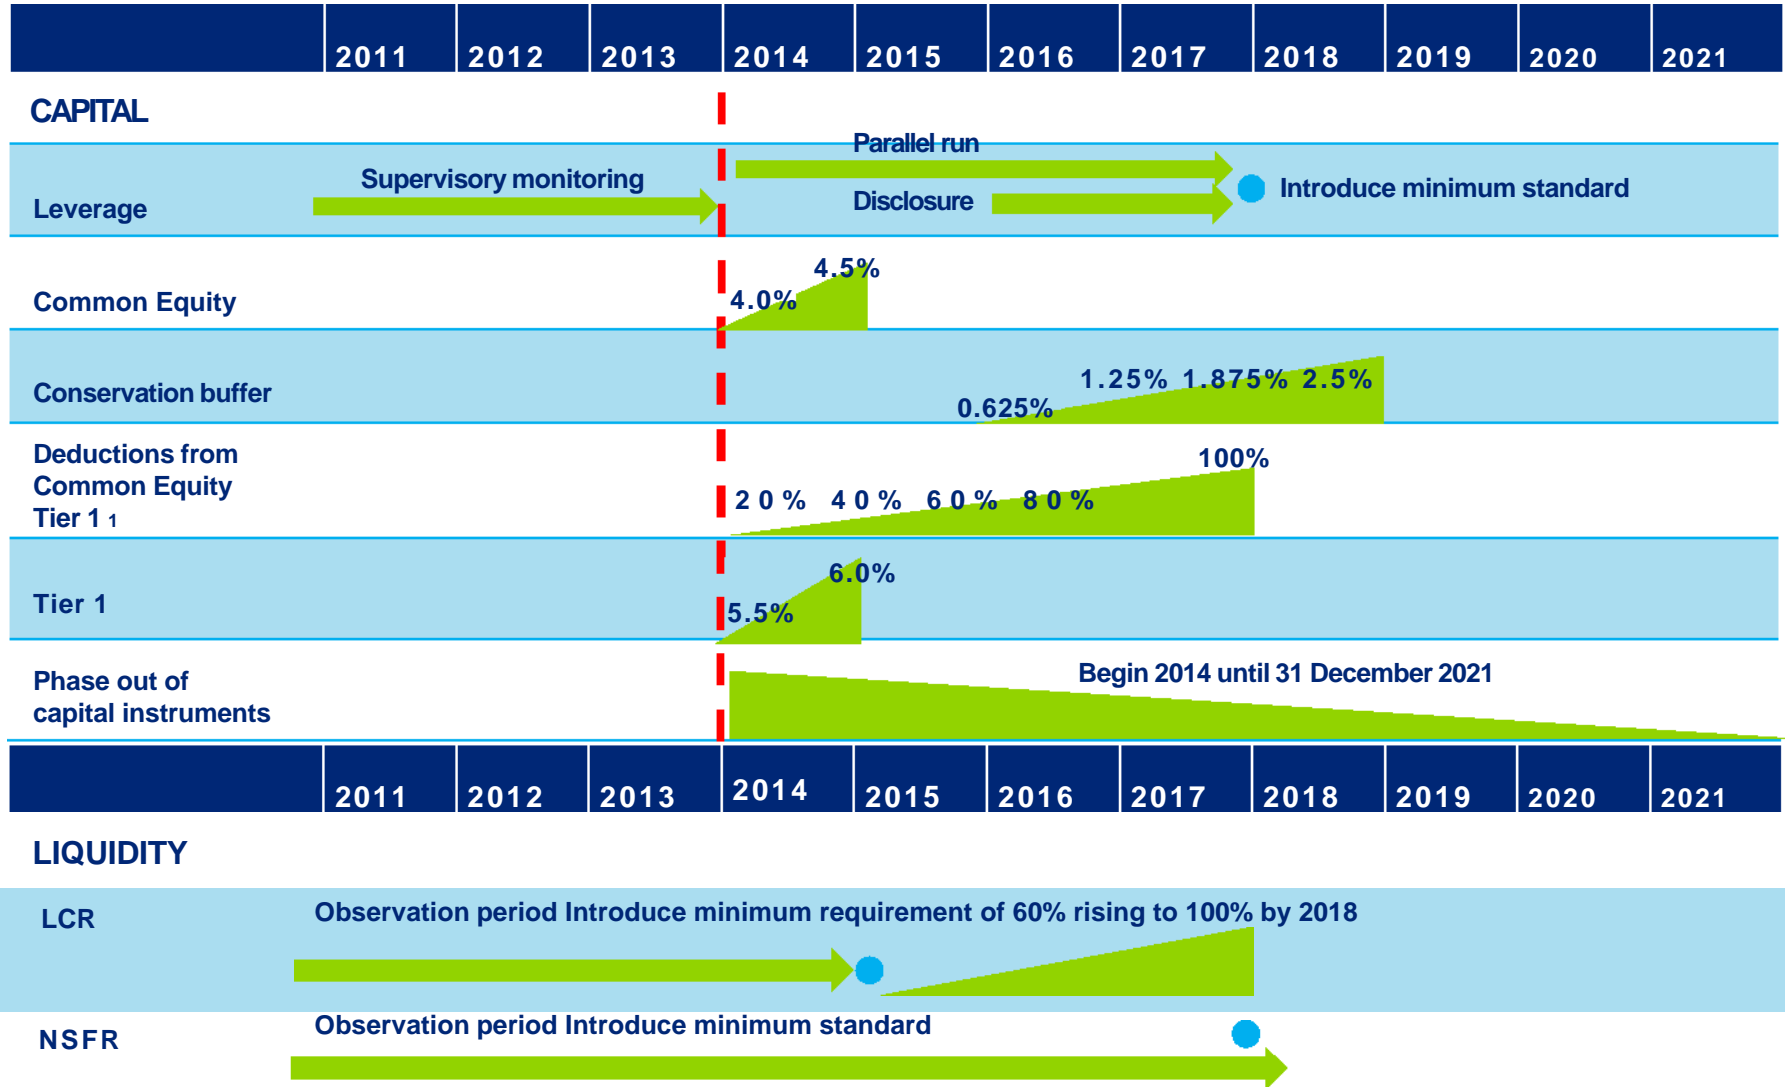 2011 2012 2013 2014 2015 2016 2017 2018 2019 2020 2021
CAPITAL
Parallel run
Supervisory monitoring
Leverage
Disclosure
Introduce minimum standard
4.5%
4.0%
Common Equity
1.25% 1.875% 2.5%
Conservation buffer
0.625%
Deductions from
Common Equity
Tier 1 1
100%
20% 40% 60% 80%
6.0%
5.5%
Tier 1
Phase out of
capital instruments
Begin 2014 until 31 December 2021
2011 2012 2013 2014 2015 2016 2017 2018 2019 2020 2021
LIQUIDITY
LCR
Observation period Introduce minimum requirement of 60% rising to 100% by 2018
NSFR
Observation period Introduce minimum standard